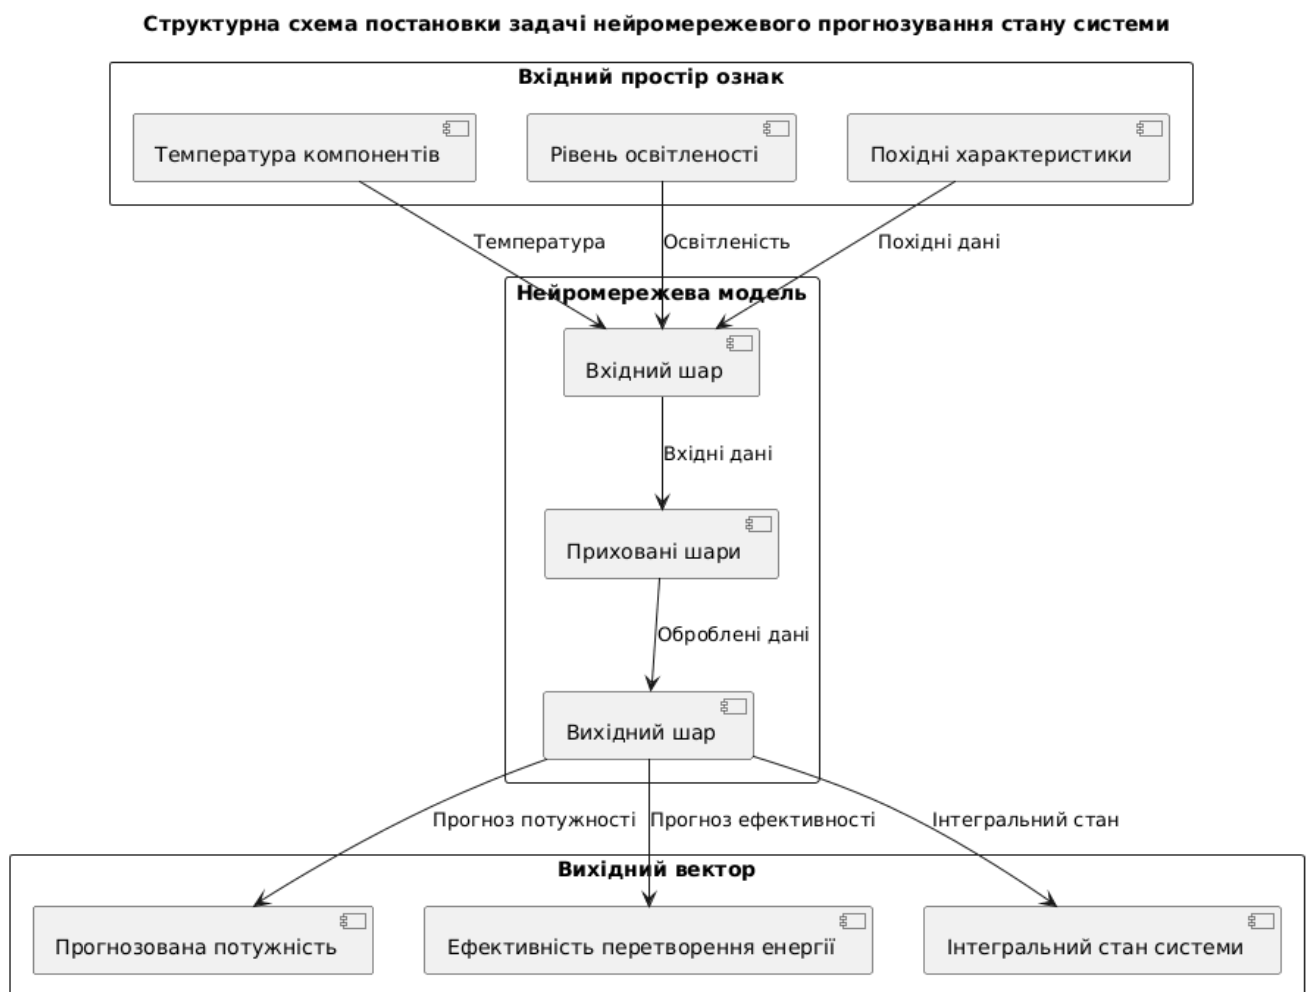 Структурна схема постановки задачі нейромережевого прогнозування стану системи
Вхідний простір ознак
Температура компонентів
Рівень освітленості
Похідні характеристики
Температура
Освітленість
Похідні дані
Нейромережева модель
Вхідний шар
Вхідні дані
Приховані шари
Оброблені дані
Вихідний шар
Прогноз потужності
Прогноз ефективності
Інтегральний стан
Вихідний вектор
Прогнозована потужність
Ефективність перетворення енергії
Інтегральний стан системи